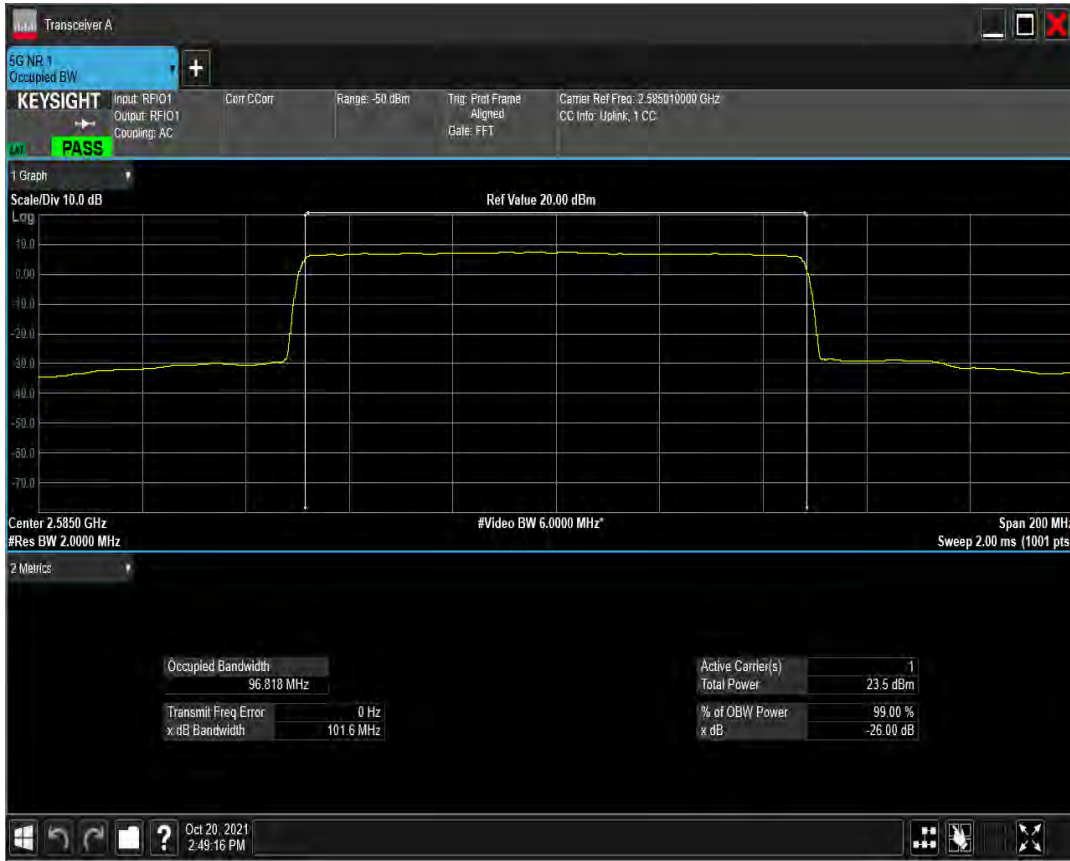 Transceiver A
5G NR 1
Occupied BW
+
KEYSIGHT
PASS
Input: RFIO1
Output: RFIO1
Coupling: AC
Corr CCorr
Range: -50 dBm
Trig: Prot Frame
Aligned
Gate: FFT
Carrier Ref Freq: 2.585010000 GHz
CC Info: Uplink, 1 CC
1 Graph
Scale/Div 10.0 dB
Ref Value 20.00 dBm
Log
10.0
0.00
-10.0
-20.0
-30.0
-40.0
-50.0
-60.0
-70.0
Center 2.5850 GHz
#Video BW 6.0000 MHz*
Span 200 MHz
#Res BW 2.0000 MHz
Sweep 2.00 ms (1001 pts
2 Metrics
Occupied Bandwidth
96.818 MHz
Transmit Freq Error 0 Hz
x dB Bandwidth 101.6 MHz
Active Carrier(s) 1
Total Power 23.5 dBm
% of OBW Power 99.00 %
x dB -26.00 dB
?
Oct 20, 2021
2:49:16 PM